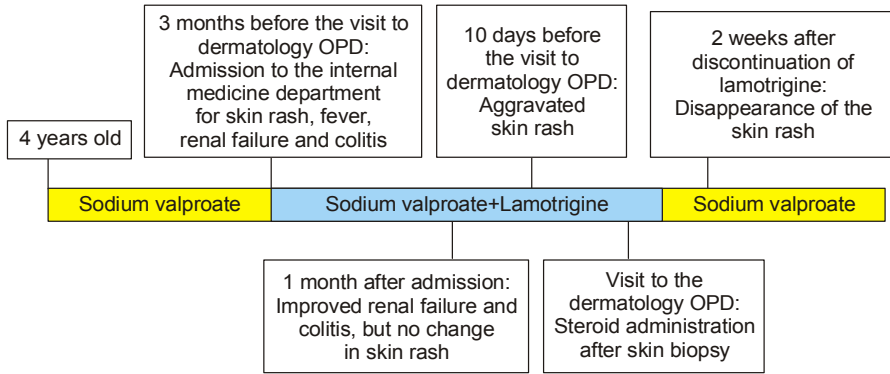 4 years old
3 months before the visit to
dermatology OPD:
Admission to the internal
medicine department
for skin rash, fever,
renal failure and colitis
10 days before
the visit to
dermatology OPD:
Aggravated
skin rash
2 weeks after
discontinuation of
lamotrigine:
Disappearance of the
skin rash
Sodium valproate
Sodium valproate+Lamotrigine
Sodium valproate
1 month after admission:
Improved renal failure and
colitis, but no change
in skin rash
Visit to the
dermatology OPD:
Steroid administration
after skin biopsy